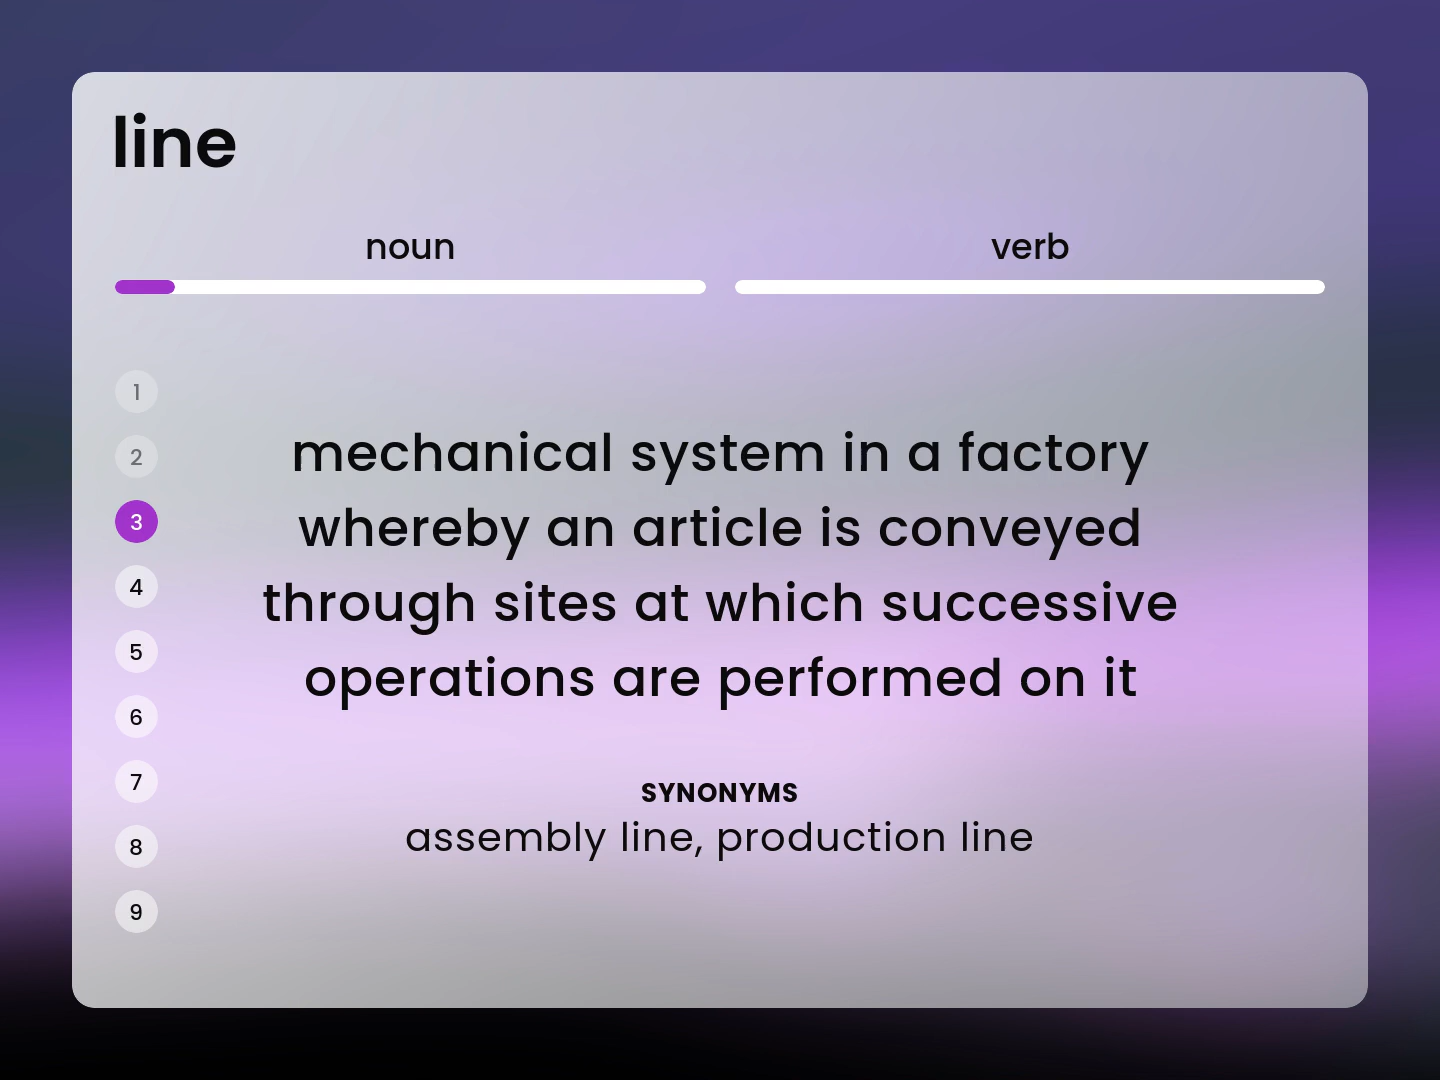 line
noun
verb
1
2
3
4
5
6
7
8
9
mechanical system in a factory
whereby an article is conveyed
through sites at which successive
operations are performed on it
SYNONYMS
assembly line, production line